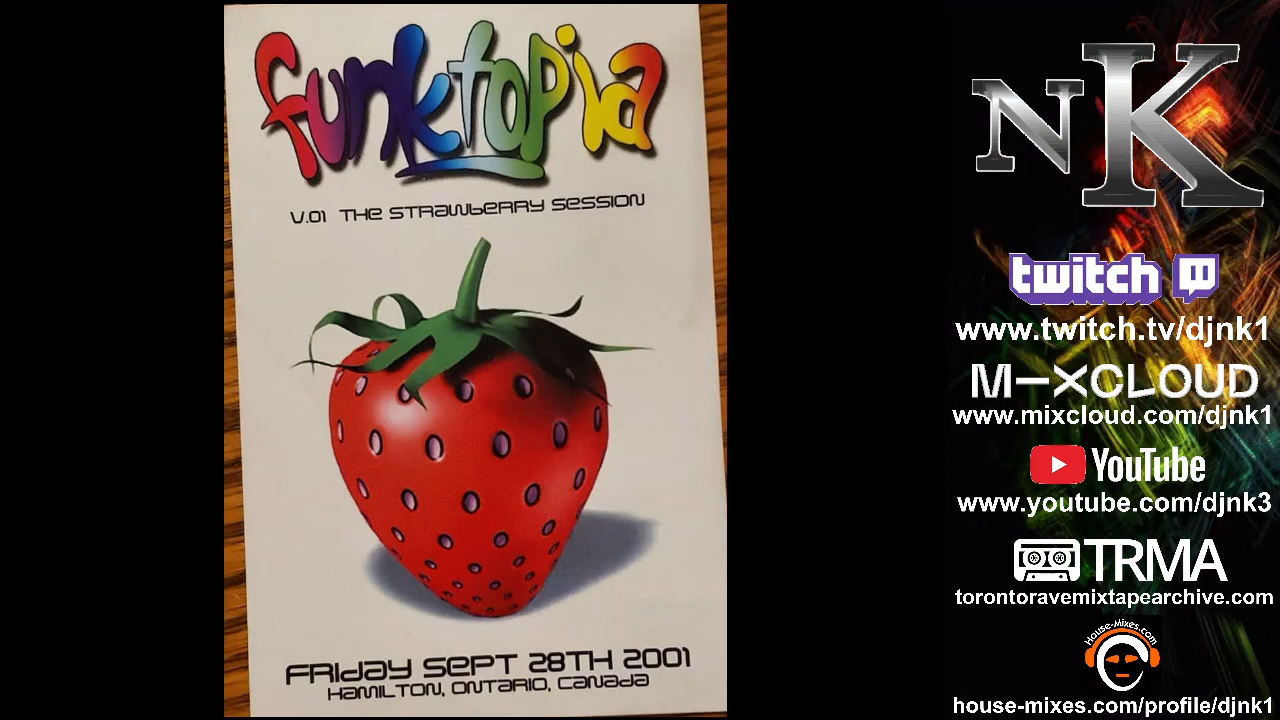 funktopia
V.01 THE STRAWBERRY SESSION
FRIDAY SEPT 28TH 2001
HAMILTON, ONTARIO, CANADA
NK
twitch
www.twitch.tv/djnk1
M-XCLOUD
www.mixcloud.com/djnk1
YouTube
www.youtube.com/djnk3
TRMA
torontoravemixtapearchive.com
House-Mixes.com
house-mixes.com/profile/djnk1